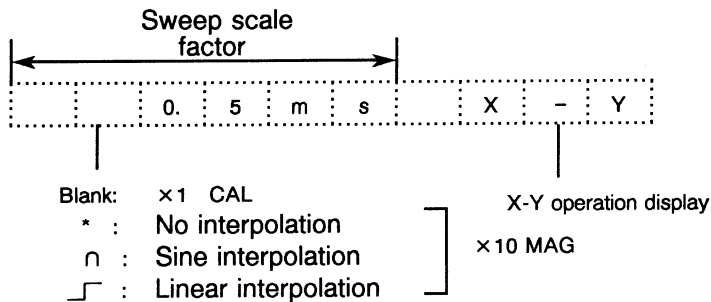 Sweep scale
factor
0. 5 m s X – Y
Blank: ×1 CAL
* : No interpolation
∩ : Sine interpolation
: Linear interpolation
×10 MAG
X-Y operation display